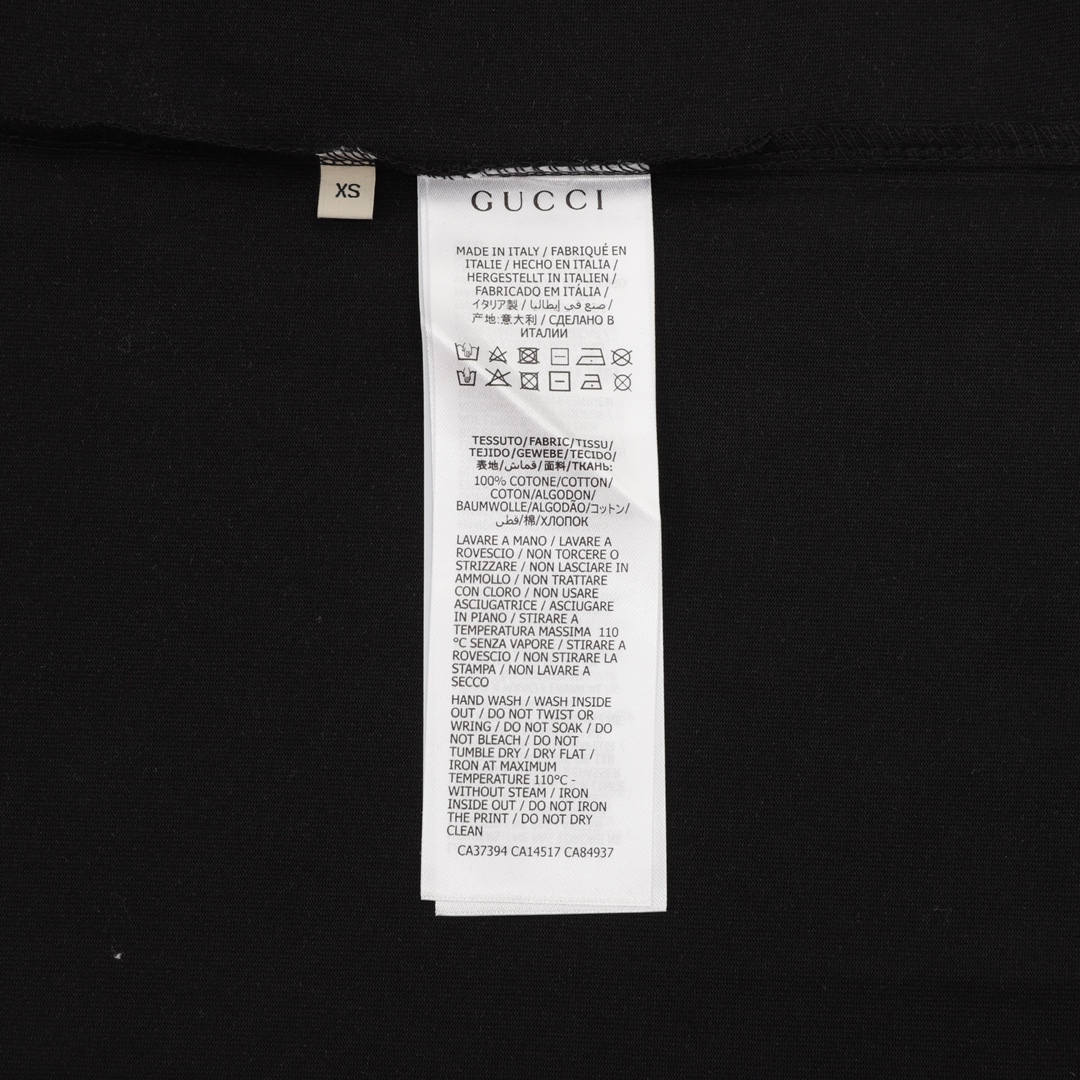 XS
GUCCI
MADE IN ITALY / FABRIQUÉ EN
ITALIE / HECHO EN ITALIA /
HERGESTELLT IN ITALIEN /
FABRICADO EM ITÁLIA /
イタリア製 / صنع في إيطاليا /
产地:意大利 / СДЕЛАНО В
ИТАЛИИ
TESSUTO/FABRIC/TISSU/
TEJIDO/GEWEBE/TECIDO/
表地/قماش/面料/ТКАНЬ:
100% COTONE/COTTON/
COTON/ALGODON/
BAUMWOLLE/ALGODÃO/コットン/
قطن/棉/ХЛОПОК
LAVARE A MANO / LAVARE A
ROVESCIO / NON TORCERE O
STRIZZARE / NON LASCIARE IN
AMMOLLO / NON TRATTARE
CON CLORO / NON USARE
ASCIUGATRICE / ASCIUGARE
IN PIANO / STIRARE A
TEMPERATURA MASSIMA 110
°C SENZA VAPORE / STIRARE A
ROVESCIO / NON STIRARE LA
STAMPA / NON LAVARE A
SECCO
HAND WASH / WASH INSIDE
OUT / DO NOT TWIST OR
WRING / DO NOT SOAK / DO
NOT BLEACH / DO NOT
TUMBLE DRY / DRY FLAT /
IRON AT MAXIMUM
TEMPERATURE 110°C -
WITHOUT STEAM / IRON
INSIDE OUT / DO NOT IRON
THE PRINT / DO NOT DRY
CLEAN
CA37394 CA14517 CA84937